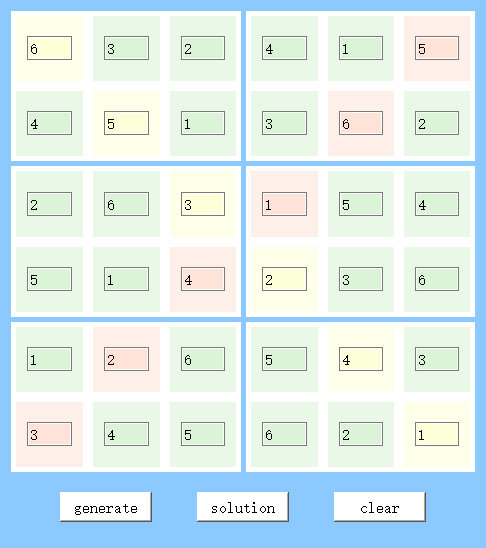 6 3 2 4 1 5
4 5 1 3 6 2
2 6 3 1 5 4
5 1 4 2 3 6
1 2 6 5 4 3
3 4 5 6 2 1
generate solution clear